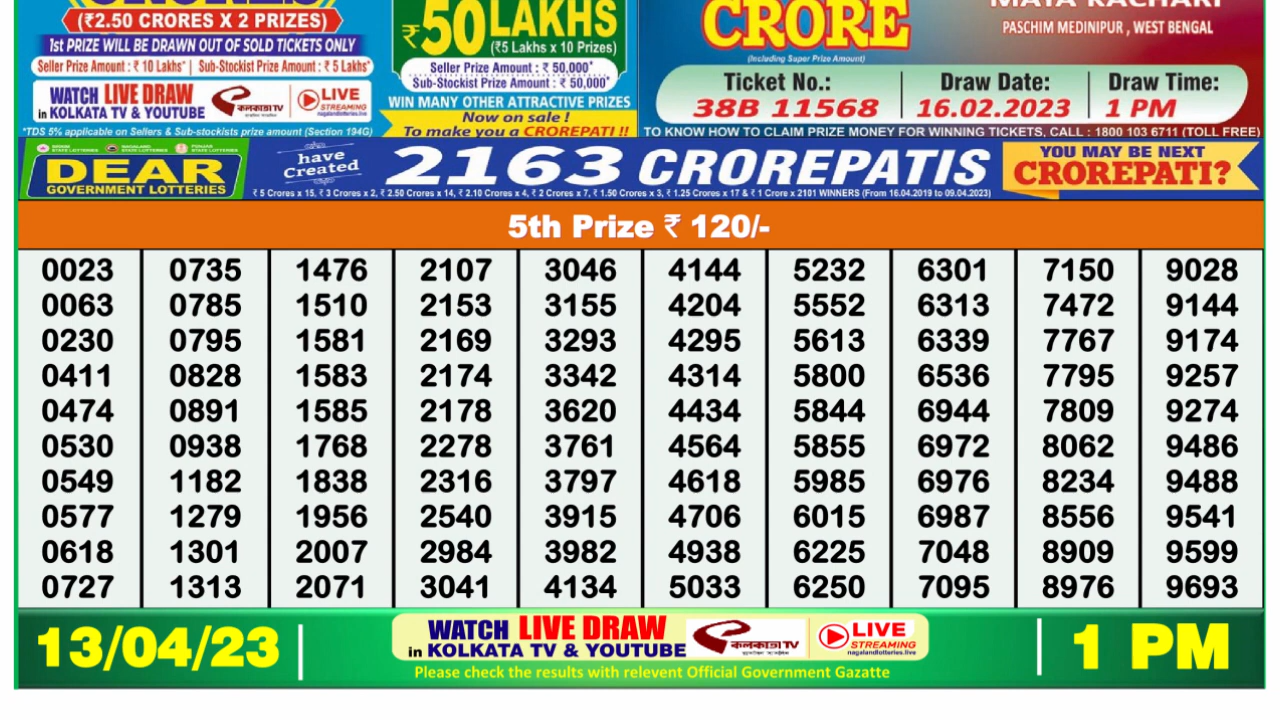 (₹2.50 CRORES X 2 PRIZES)
1st PRIZE WILL BE DRAWN OUT OF SOLD TICKETS ONLY
Seller Prize Amount : ₹ 10 Lakhs* | Sub-Stockist Prize Amount : ₹ 5 Lakhs*
WATCH LIVE DRAW
in KOLKATA TV & YOUTUBE
কলকাতা TV
LIVE
STREAMING
*TDS 5% applicable on Sellers & Sub-stockists prize amount (Section 194G)
₹50 LAKHS
(₹5 Lakhs x 10 Prizes)
Seller Prize Amount : ₹ 50,000*
Sub-Stockist Prize Amount : ₹ 50,000*
WIN MANY OTHER ATTRACTIVE PRIZES
Now on sale !
To make you a CROREPATI !!
CRORE
(Including Super Prize Amount)
MAYA KACHARI
PASCHIM MEDINIPUR , WEST BENGAL
Ticket No.: Draw Date: Draw Time:
38B 11568 16.02.2023 1 PM
TO KNOW HOW TO CLAIM PRIZE MONEY FOR WINNING TICKETS, CALL : 1800 103 6711 (TOLL FREE)
DEAR
GOVERNMENT LOTTERIES
have
Created
2163 CROREPATIS
₹ 5 Crores x 15, ₹ 3 Crores x 2, ₹ 2.50 Crores x 14, ₹ 2.10 Crores x 4, ₹ 2 Crores x 7, ₹ 1.50 Crores x 3, ₹ 1.25 Crores x 17 & ₹ 1 Crore x 2101 WINNERS (From 16.04.2019 to 09.04.2023)
YOU MAY BE NEXT
CROREPATI?
5th Prize ₹ 120/-
0023 0735 1476 2107 3046 4144 5232 6301 7150 9028
0063 0785 1510 2153 3155 4204 5552 6313 7472 9144
0230 0795 1581 2169 3293 4295 5613 6339 7767 9174
0411 0828 1583 2174 3342 4314 5800 6536 7795 9257
0474 0891 1585 2178 3620 4434 5844 6944 7809 9274
0530 0938 1768 2278 3761 4564 5855 6972 8062 9486
0549 1182 1838 2316 3797 4618 5985 6976 8234 9488
0577 1279 1956 2540 3915 4706 6015 6987 8556 9541
0618 1301 2007 2984 3982 4938 6225 7048 8909 9599
0727 1313 2071 3041 4134 5033 6250 7095 8976 9693
13/04/23
WATCH LIVE DRAW
in KOLKATA TV & YOUTUBE
কলকাতা TV
LIVE
STREAMING
nagalandlotteries.live
Please check the results with relevent Official Government Gazatte
1 PM